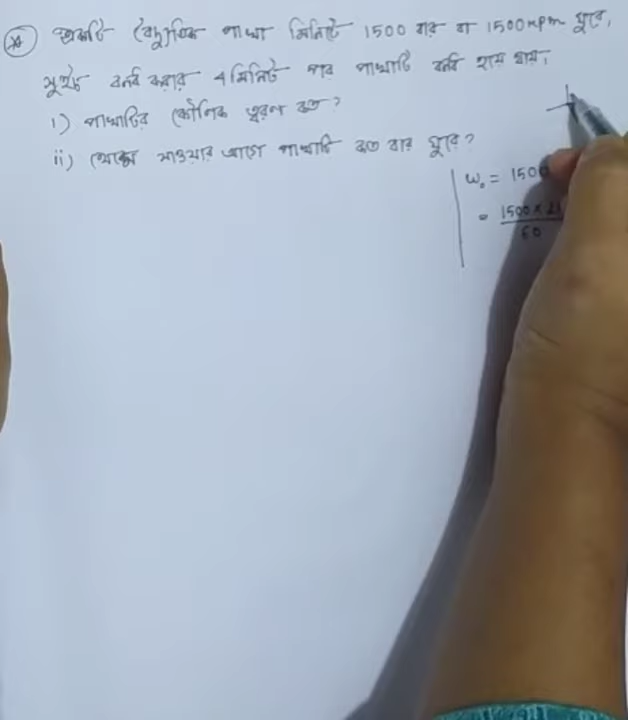 একটি বৈদ্যুতিক পাখা মিনিটে 1500 বার বা 1500 rpm ঘুরে,
সুইচ বন্ধ করার 4 মিনিট পর পাখাটি বন্ধ হয়ে যায়।
i) পাখাটির কৌণিক ত্বরণ কত?
ii) থেমে যাওয়ার আগে পাখাটি কত বার ঘুরে?
ω₀ = 1500
= 1500 × 2 / 60